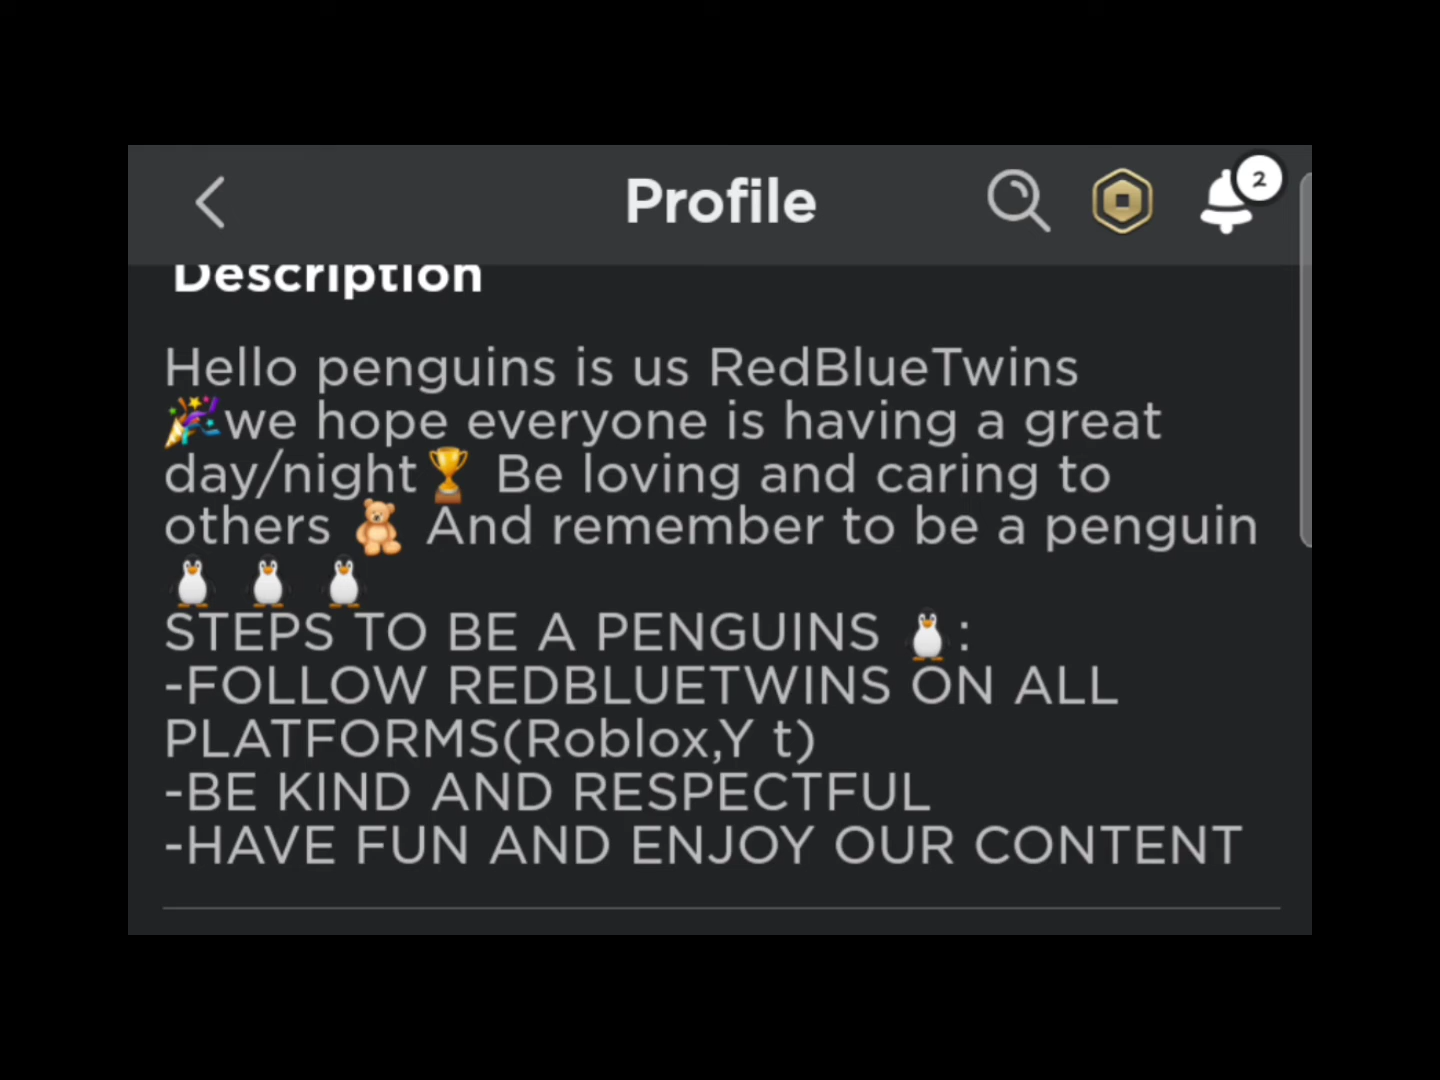 Profile
2
Description
Hello penguins is us RedBlueTwins
🎉we hope everyone is having a great
day/night🏆 Be loving and caring to
others 🧸 And remember to be a penguin
🐧 🐧 🐧
STEPS TO BE A PENGUINS 🐧:
-FOLLOW REDBLUETWINS ON ALL
PLATFORMS(Roblox,Y t)
-BE KIND AND RESPECTFUL
-HAVE FUN AND ENJOY OUR CONTENT